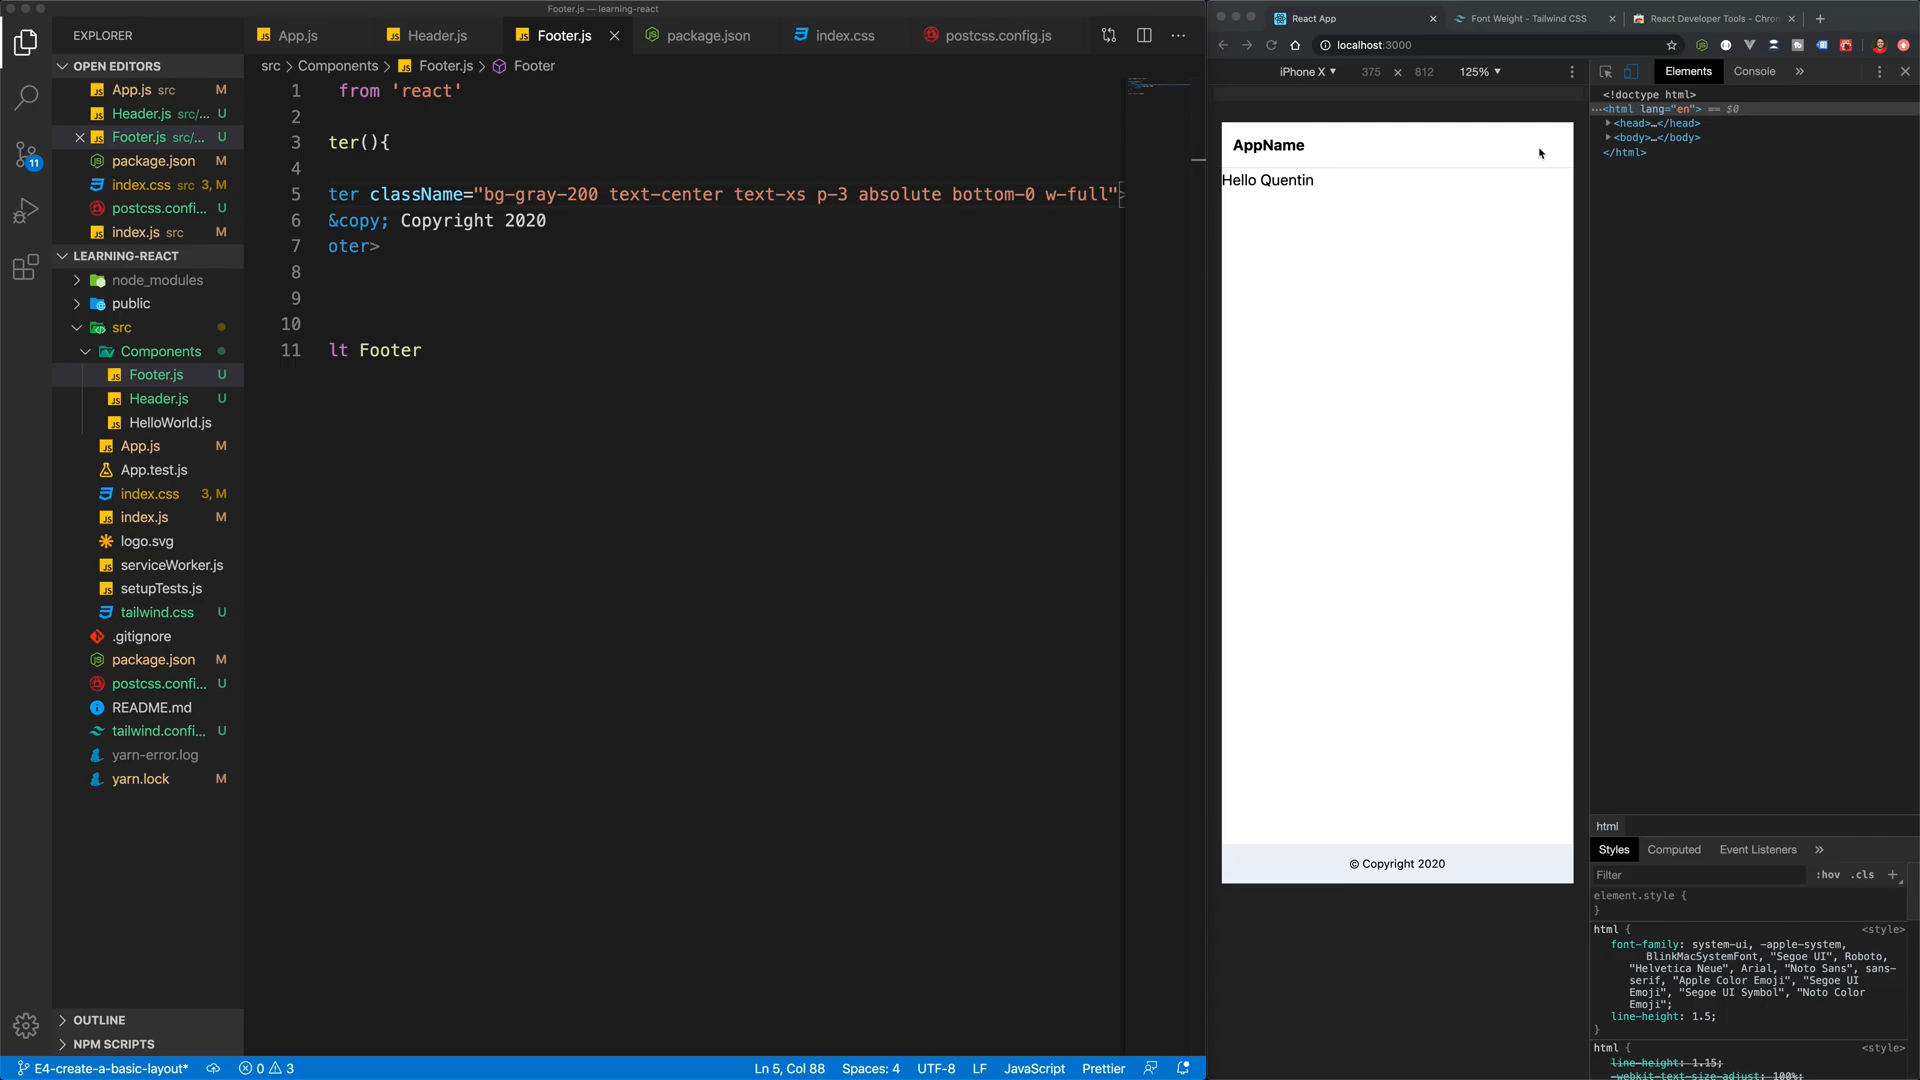 Footer.js — learning-react
EXPLORER
OPEN EDITORS
App.js src M
Header.js src/... U
Footer.js src/... U
package.json M
index.css src 3, M
postcss.confi... U
index.js src M
LEARNING-REACT
node_modules
public
src
Components
Footer.js U
Header.js U
HelloWorld.js
App.js M
App.test.js
index.css 3, M
index.js M
logo.svg
serviceWorker.js
setupTests.js
tailwind.css U
.gitignore
package.json M
postcss.confi... U
README.md
tailwind.confi... U
yarn-error.log
yarn.lock M
OUTLINE
NPM SCRIPTS
11
App.js Header.js Footer.js package.json index.css postcss.config.js
src > Components > Footer.js > Footer
1 from 'react'
2
3 ter(){
4
5 ter className="bg-gray-200 text-center text-xs p-3 absolute bottom-0 w-full">
6 &copy; Copyright 2020
7 oter>
8
9
10
11 lt Footer
E4-create-a-basic-layout* 0 3 Ln 5, Col 88 Spaces: 4 UTF-8 LF JavaScript Prettier
React App Font Weight - Tailwind CSS React Developer Tools - Chrom
localhost:3000
iPhone X ▼ 375 × 812 125% ▼
AppName
Hello Quentin
© Copyright 2020
Elements Console »
<!doctype html>
...<html lang="en"> == $0
<head>…</head>
<body>…</body>
</html>
html
Styles Computed Event Listeners »
Filter :hov .cls +
element.style {
}
html { <style>
font-family: system-ui, -apple-system,
BlinkMacSystemFont, "Segoe UI", Roboto,
"Helvetica Neue", Arial, "Noto Sans", sans-
serif, "Apple Color Emoji", "Segoe UI
Emoji", "Segoe UI Symbol", "Noto Color
Emoji";
line-height: 1.5;
}
html { <style>
line-height: 1.15;
-webkit-text-size-adjust: 100%;